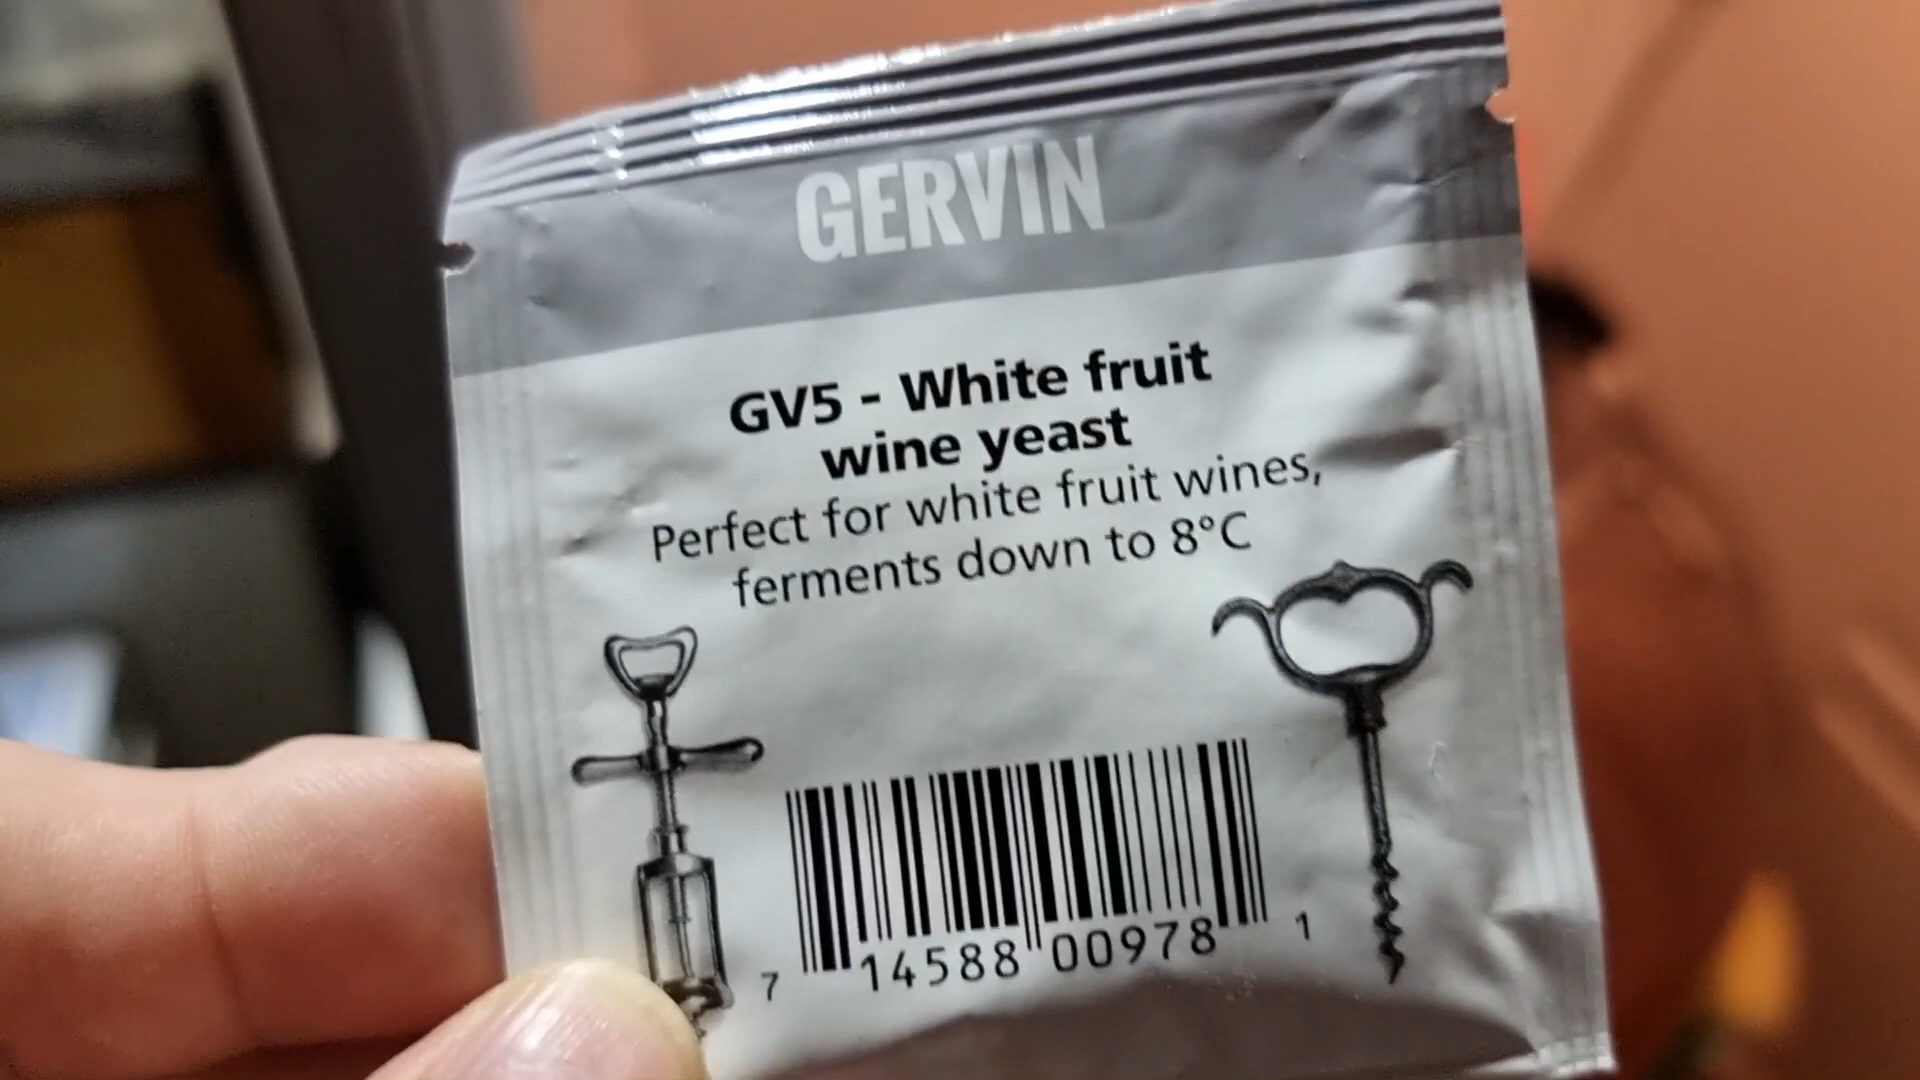 GERVIN
GV5 - White fruit
wine yeast
Perfect for white fruit wines,
ferments down to 8°C
7 14588 00978 1